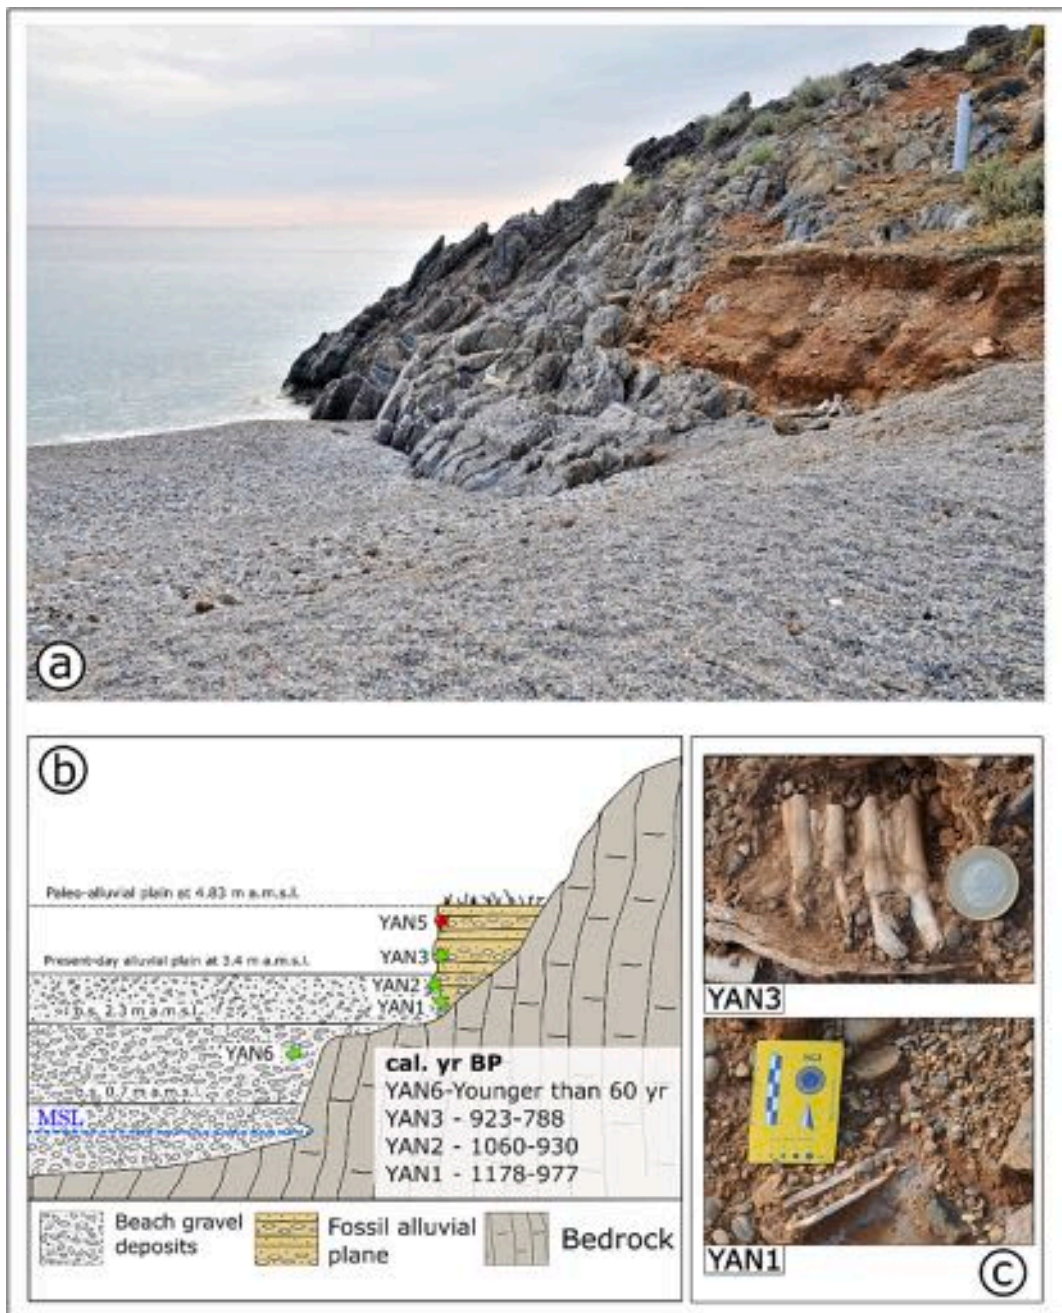 a
b
Paleo-alluvial plain at 4.83 m a.m.s.l.
YAN5
YAN3
Present-day alluvial plain at 3.4 m a.m.s.l.
YAN2
YAN1
2.3 m a.m.s.l.
YAN6
MSL
cal. yr BP
YAN6-Younger than 60 yr
YAN3 - 923-788
YAN2 - 1060-930
YAN1 - 1178-977
Beach gravel
deposits
Fossil alluvial
plane
Bedrock
YAN3
YAN1
c